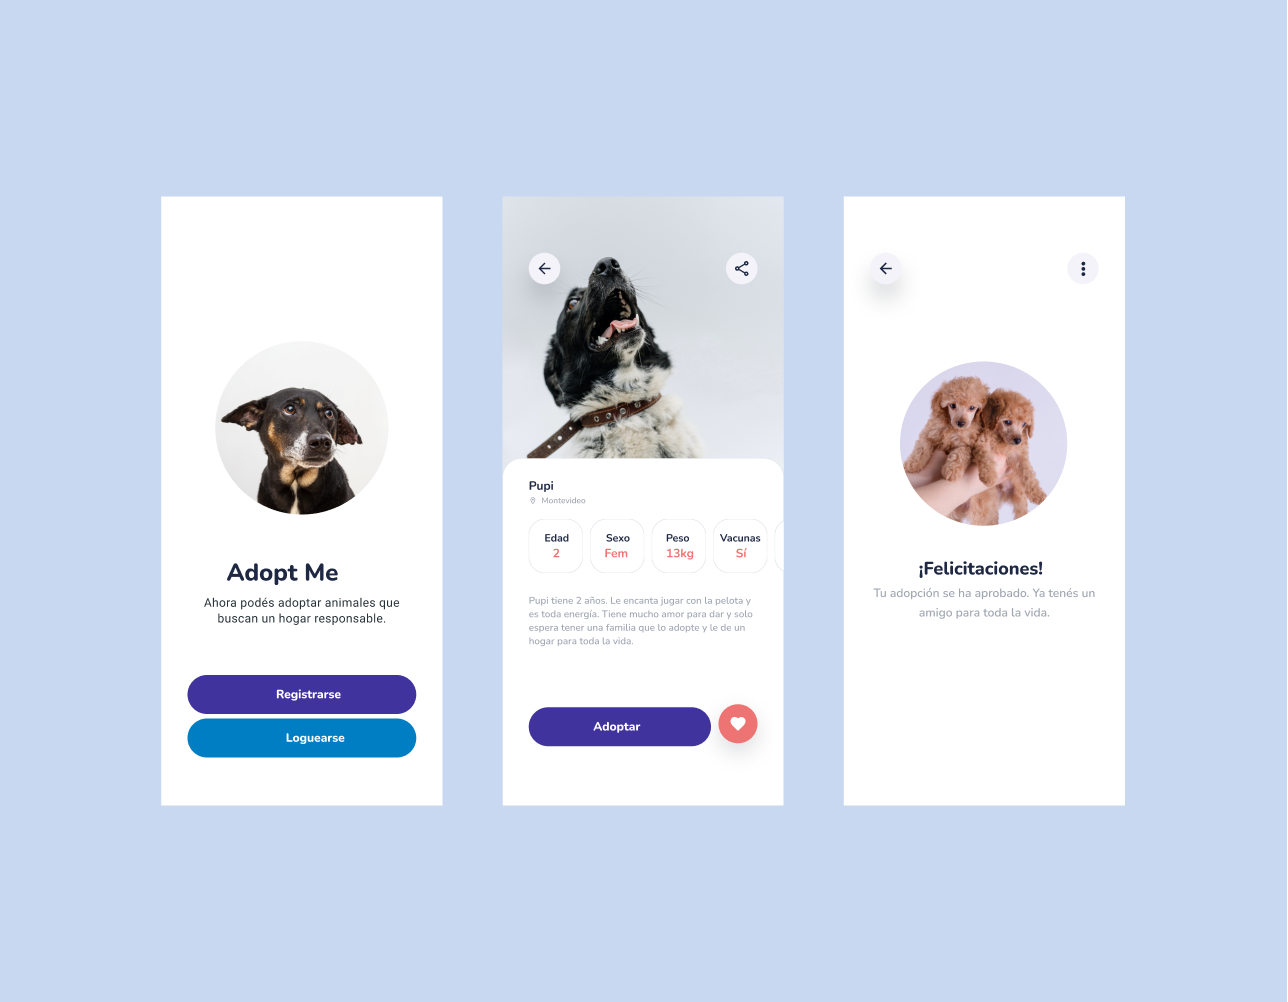 Adopt Me
Ahora podés adoptar animales que
buscan un hogar responsable.
Registrarse
Loguearse
Pupi
Montevideo
Edad
2
Sexo
Fem
Peso
13kg
Vacunas
Sí
Pupi tiene 2 años. Le encanta jugar con la pelota y
es toda energía. Tiene mucho amor para dar y solo
espera tener una familia que lo adopte y le de un
hogar para toda la vida.
Adoptar
¡Felicitaciones!
Tu adopción se ha aprobado. Ya tenés un
amigo para toda la vida.